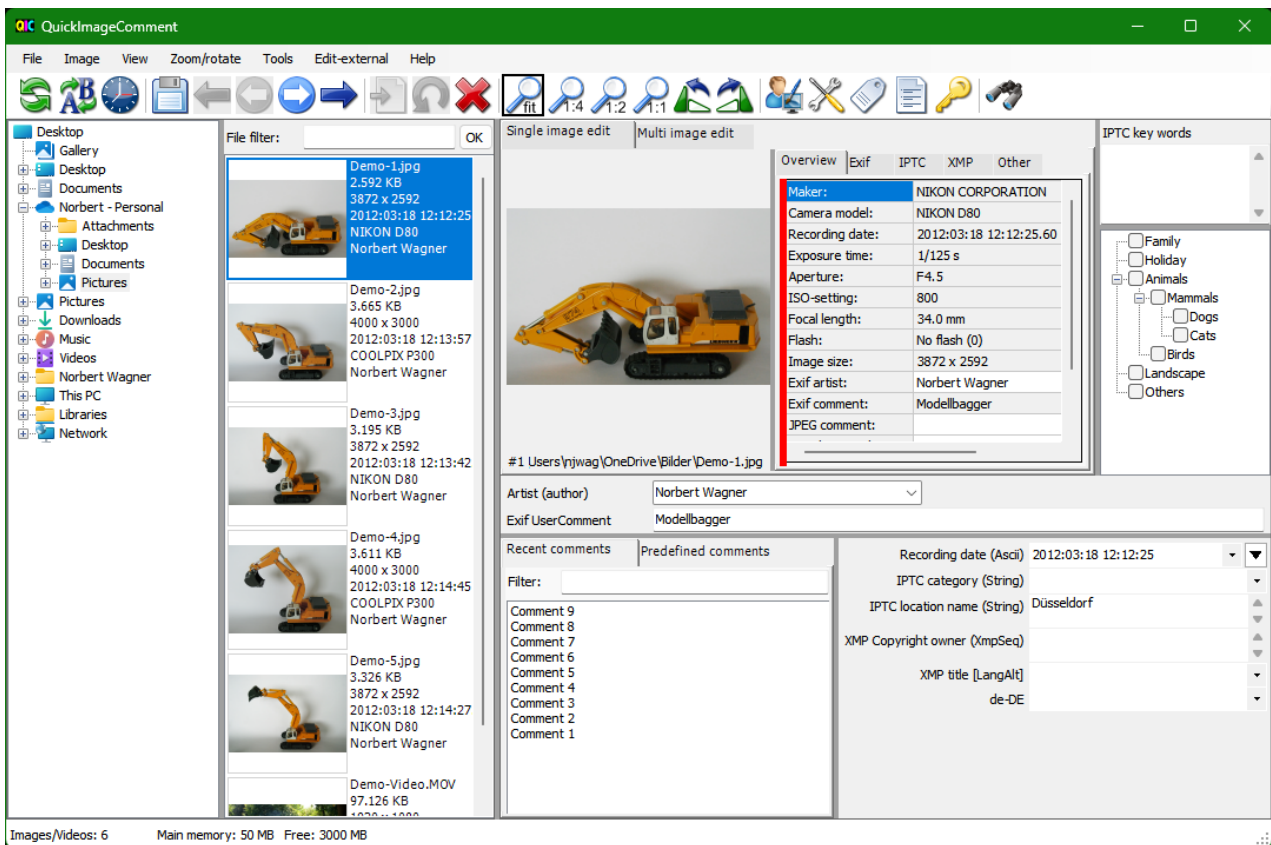 QIC QuickImageComment
File Image View Zoom/rotate Tools Edit-external Help
fit 1:4 1:2 1:1
Desktop
Gallery
Desktop
Documents
Norbert - Personal
Attachments
Desktop
Documents
Pictures
Pictures
Downloads
Music
Videos
Norbert Wagner
This PC
Libraries
Network
File filter: OK
Demo-1.jpg
2.592 KB
3872 x 2592
2012:03:18 12:12:25
NIKON D80
Norbert Wagner
Demo-2.jpg
3.665 KB
4000 x 3000
2012:03:18 12:13:57
COOLPIX P300
Norbert Wagner
Demo-3.jpg
3.195 KB
3872 x 2592
2012:03:18 12:13:42
NIKON D80
Norbert Wagner
Demo-4.jpg
3.611 KB
4000 x 3000
2012:03:18 12:14:45
COOLPIX P300
Norbert Wagner
Demo-5.jpg
3.326 KB
3872 x 2592
2012:03:18 12:14:27
NIKON D80
Norbert Wagner
Demo-Video.MOV
97.126 KB
Single image edit Multi image edit
#1 Users\njwag\OneDrive\Bilder\Demo-1.jpg
Overview Exif IPTC XMP Other
Maker: NIKON CORPORATION
Camera model: NIKON D80
Recording date: 2012:03:18 12:12:25.60
Exposure time: 1/125 s
Aperture: F4.5
ISO-setting: 800
Focal length: 34.0 mm
Flash: No flash (0)
Image size: 3872 x 2592
Exif artist: Norbert Wagner
Exif comment: Modellbagger
JPEG comment:
IPTC key words
Family
Holiday
Animals
Mammals
Dogs
Cats
Birds
Landscape
Others
Artist (author) Norbert Wagner
Exif UserComment Modellbagger
Recent comments Predefined comments
Filter:
Comment 9
Comment 8
Comment 7
Comment 6
Comment 5
Comment 4
Comment 3
Comment 2
Comment 1
Recording date (Ascii) 2012:03:18 12:12:25
IPTC category (String)
IPTC location name (String) Düsseldorf
XMP Copyright owner (XmpSeq)
XMP title [LangAlt]
de-DE
Images/Videos: 6 Main memory: 50 MB Free: 3000 MB